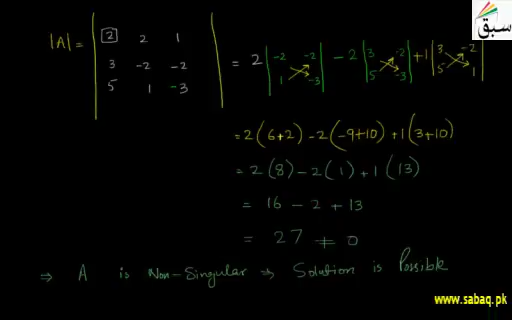 سبق
|A| = | 2 2 1 | = 2 | -2 -2 | - 2 | 3 -2 | + 1 | 3 -2 |
| 3 -2 -2 | | 1 -3 | | 5 -3 | | 5 1 |
| 5 1 -3 |
= 2(6+2) - 2(-9+10) + 1(3+10)
= 2(8) - 2(1) + 1(13)
= 16 - 2 + 13
= 27 ≠ 0
⇒ A is Non-Singular ⇒ Solution is Possible
www.sabaq.pk